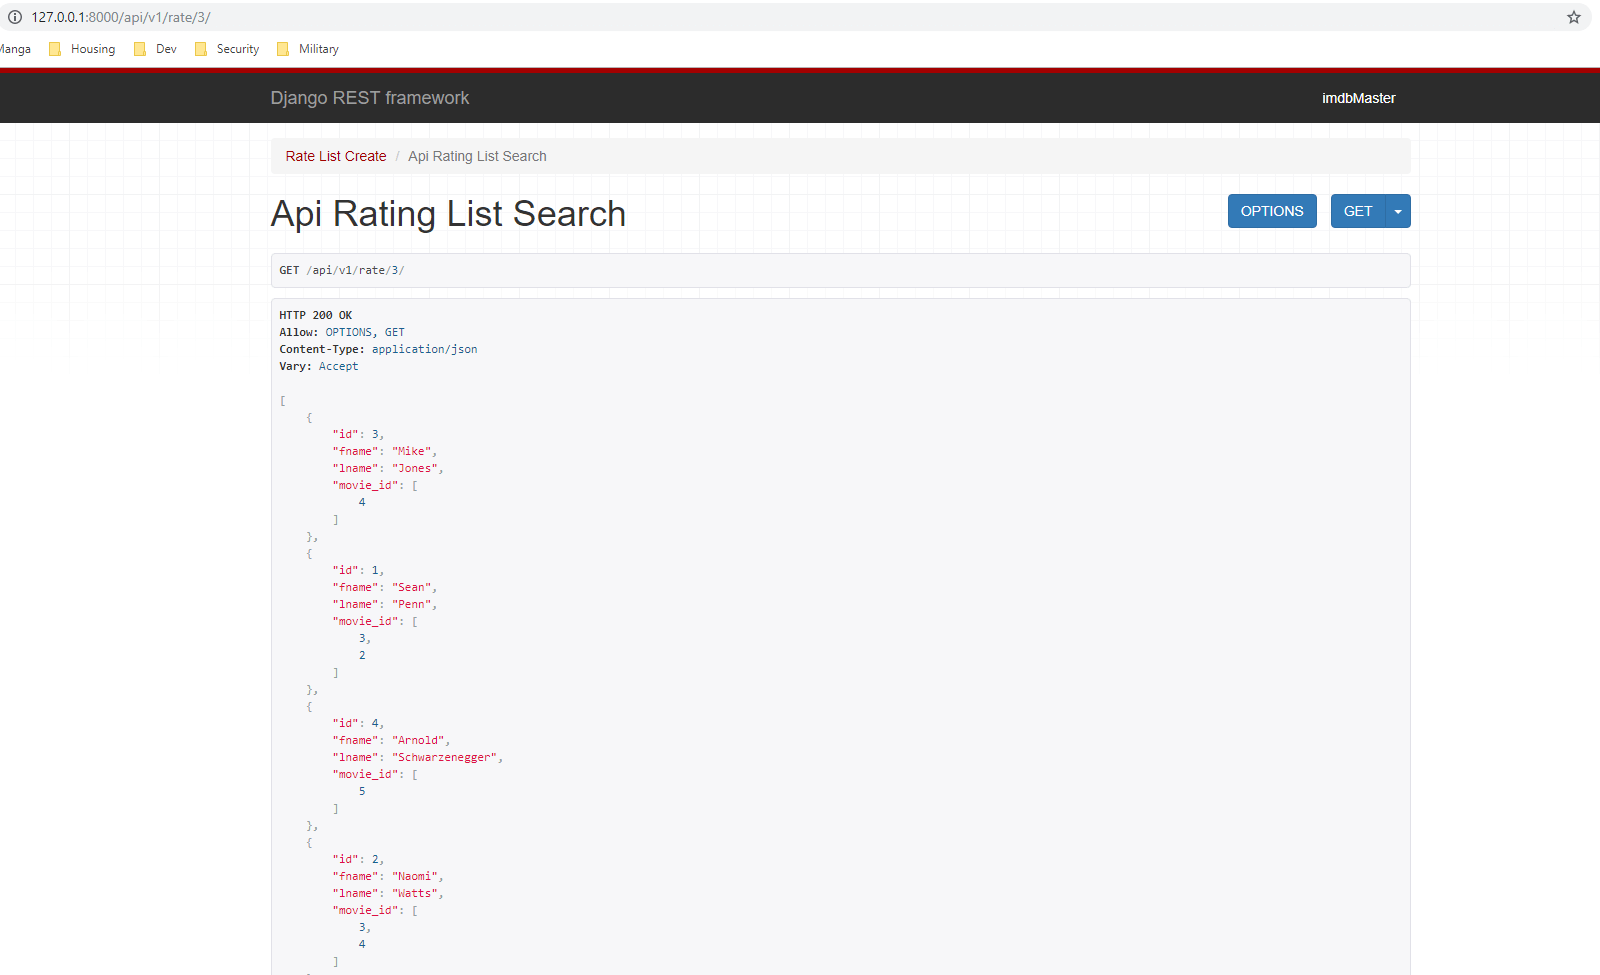 127.0.0.1:8000/api/v1/rate/3/
Housing Dev Security Military
Django REST framework imdbMaster
Rate List Create / Api Rating List Search
Api Rating List Search OPTIONS GET
GET /api/v1/rate/3/
HTTP 200 OK
Allow: OPTIONS, GET
Content-Type: application/json
Vary: Accept
[
{
"id": 3,
"fname": "Mike",
"lname": "Jones",
"movie_id": [
4
]
},
{
"id": 1,
"fname": "Sean",
"lname": "Penn",
"movie_id": [
3,
2
]
},
{
"id": 4,
"fname": "Arnold",
"lname": "Schwarzenegger",
"movie_id": [
5
]
},
{
"id": 2,
"fname": "Naomi",
"lname": "Watts",
"movie_id": [
3,
4
]